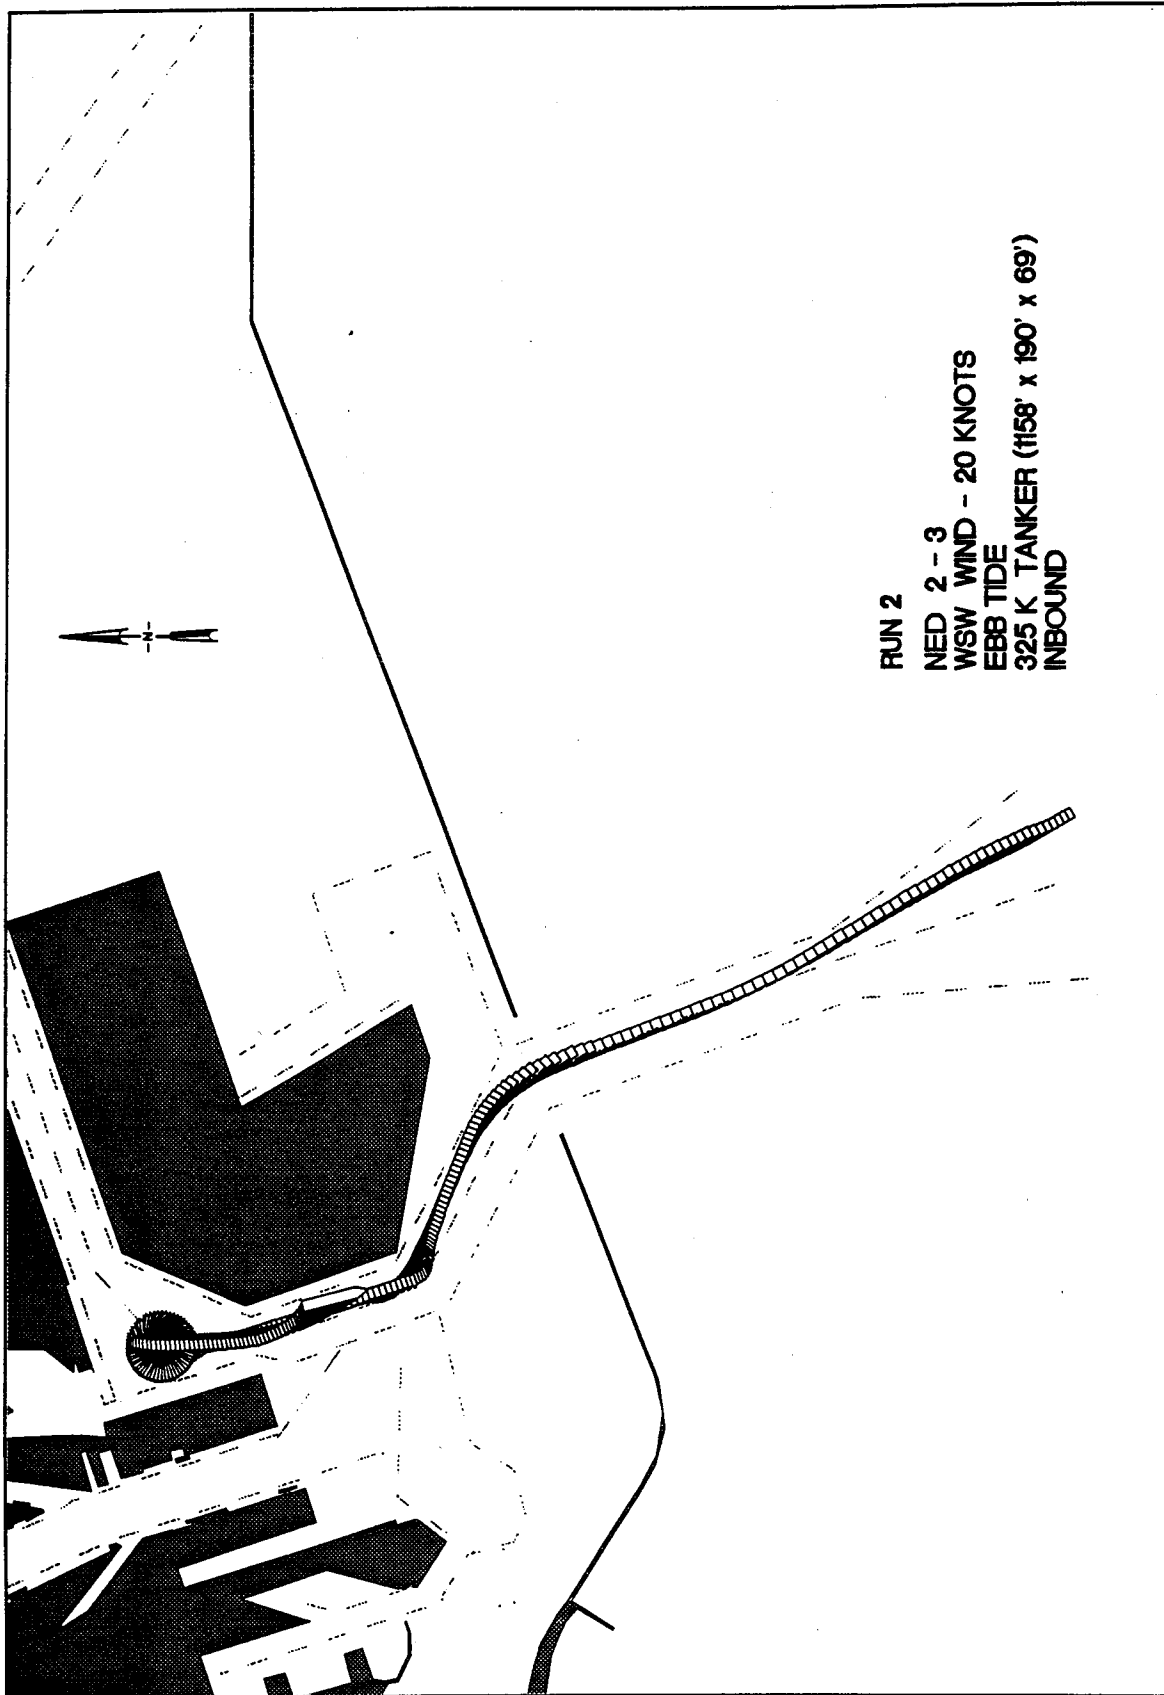 N
RUN 2
NED 2 - 3
WSW WIND - 20 KNOTS
EBB TIDE
325 K TANKER (1158' X 190' X 69')
INBOUND